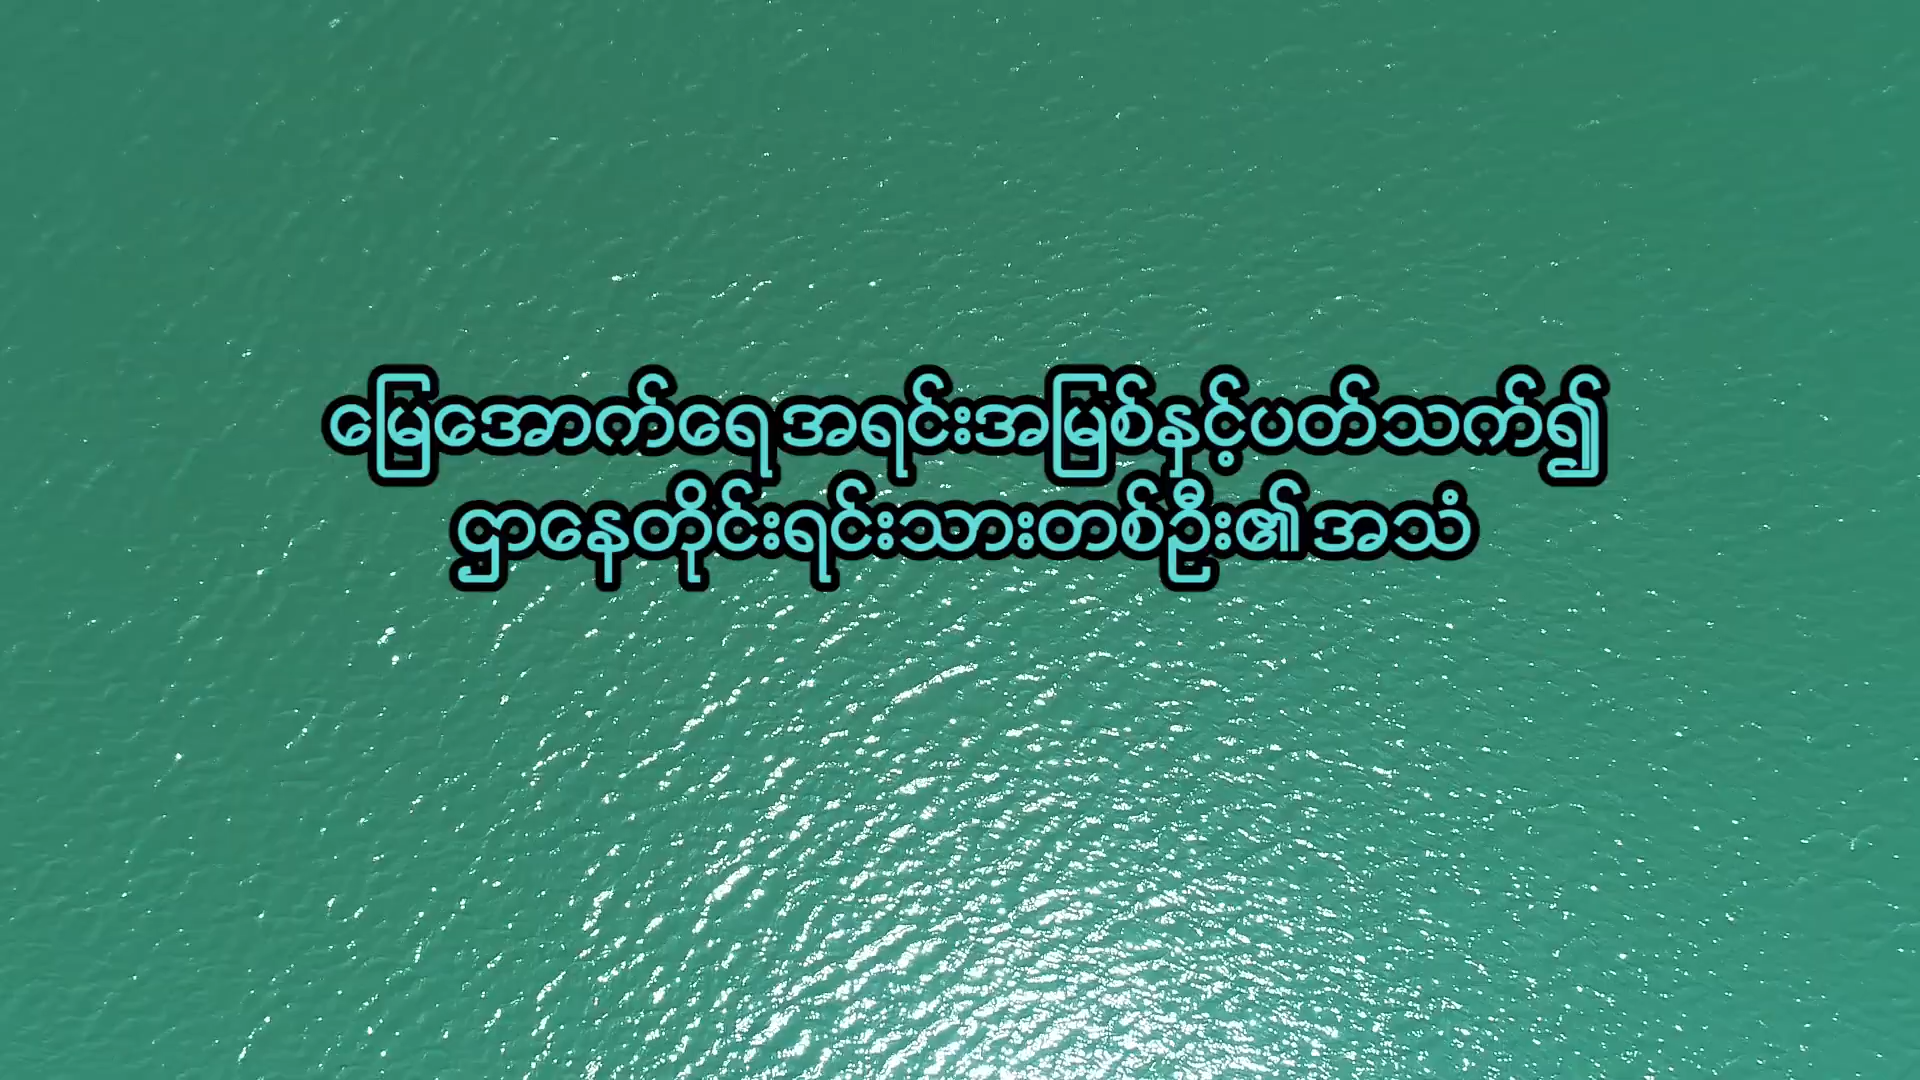 မြေအောက်ရေ အရင်းအမြစ်နှင့်ပတ်သက်၍
ဌာနေတိုင်းရင်းသားတစ်ဦး၏ အသံ